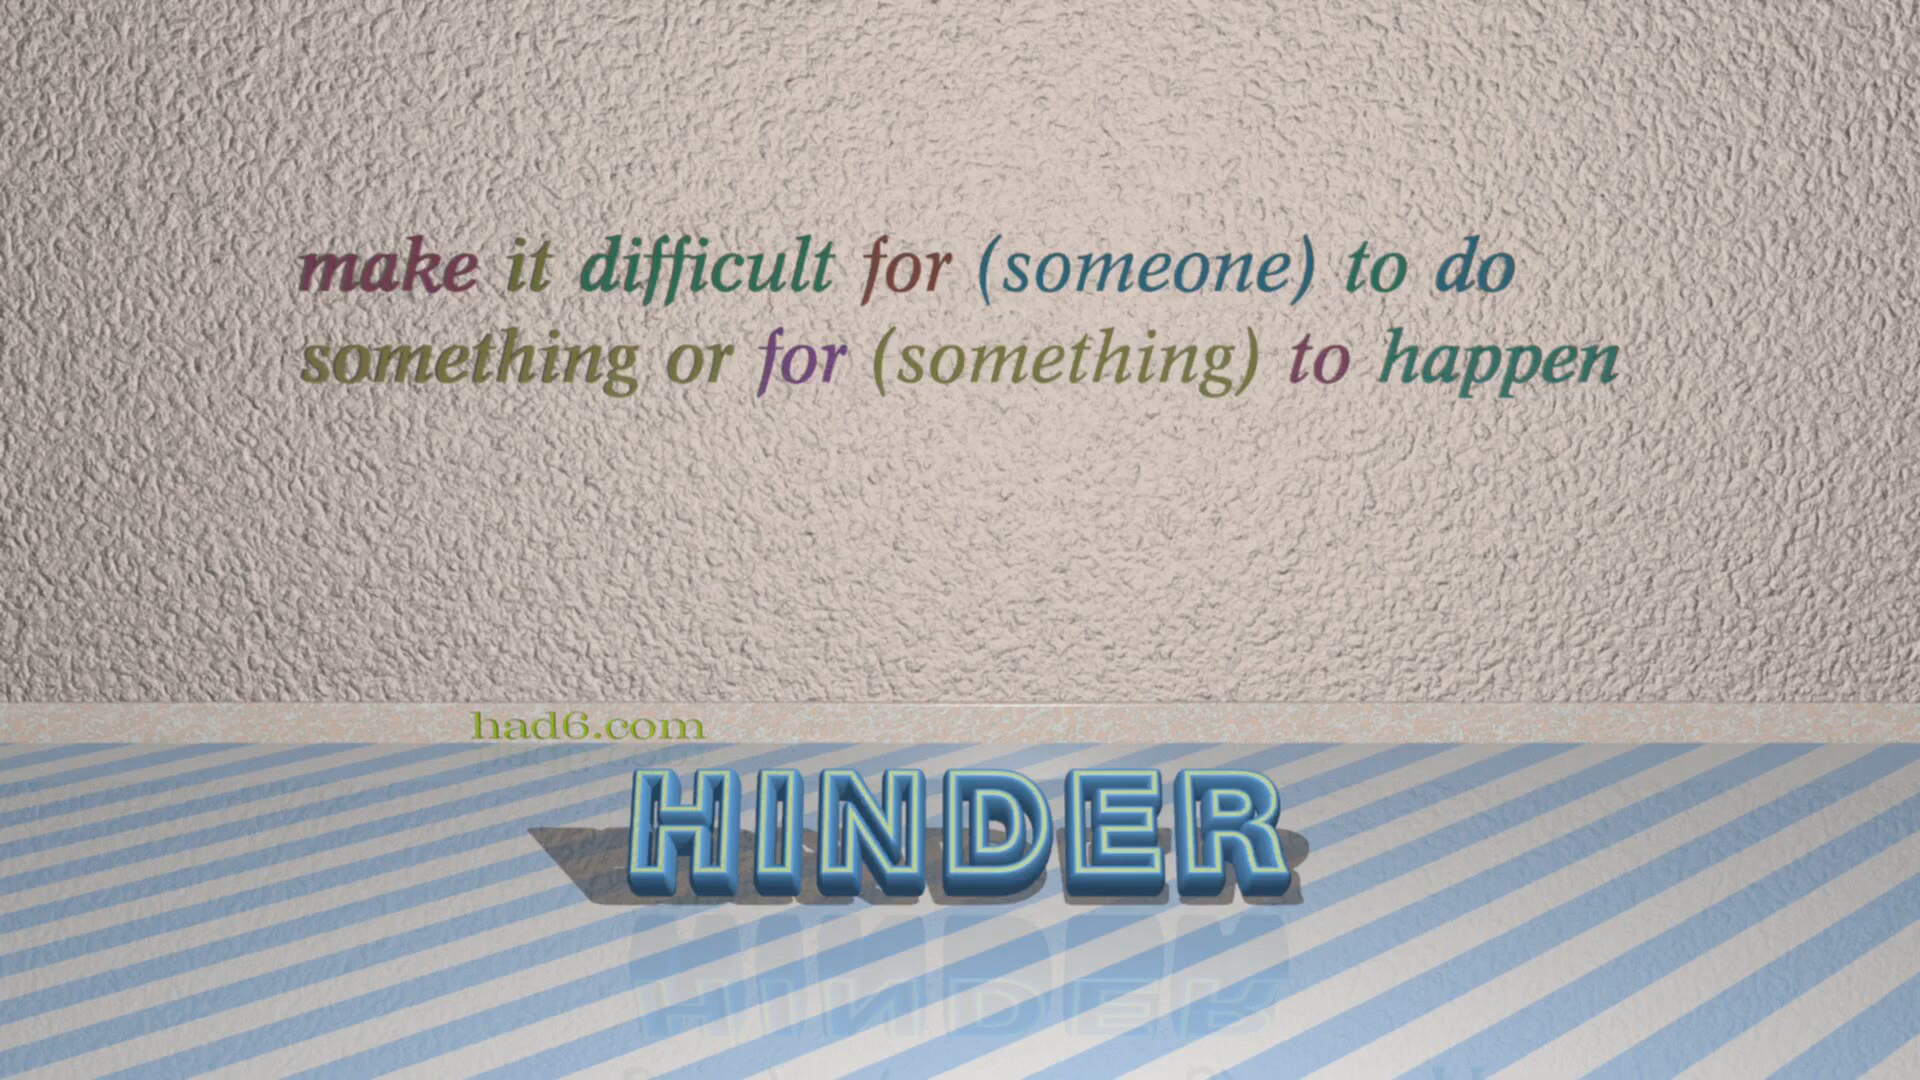 make it difficult for (someone) to do
something or for (something) to happen
had6.com
HINDER